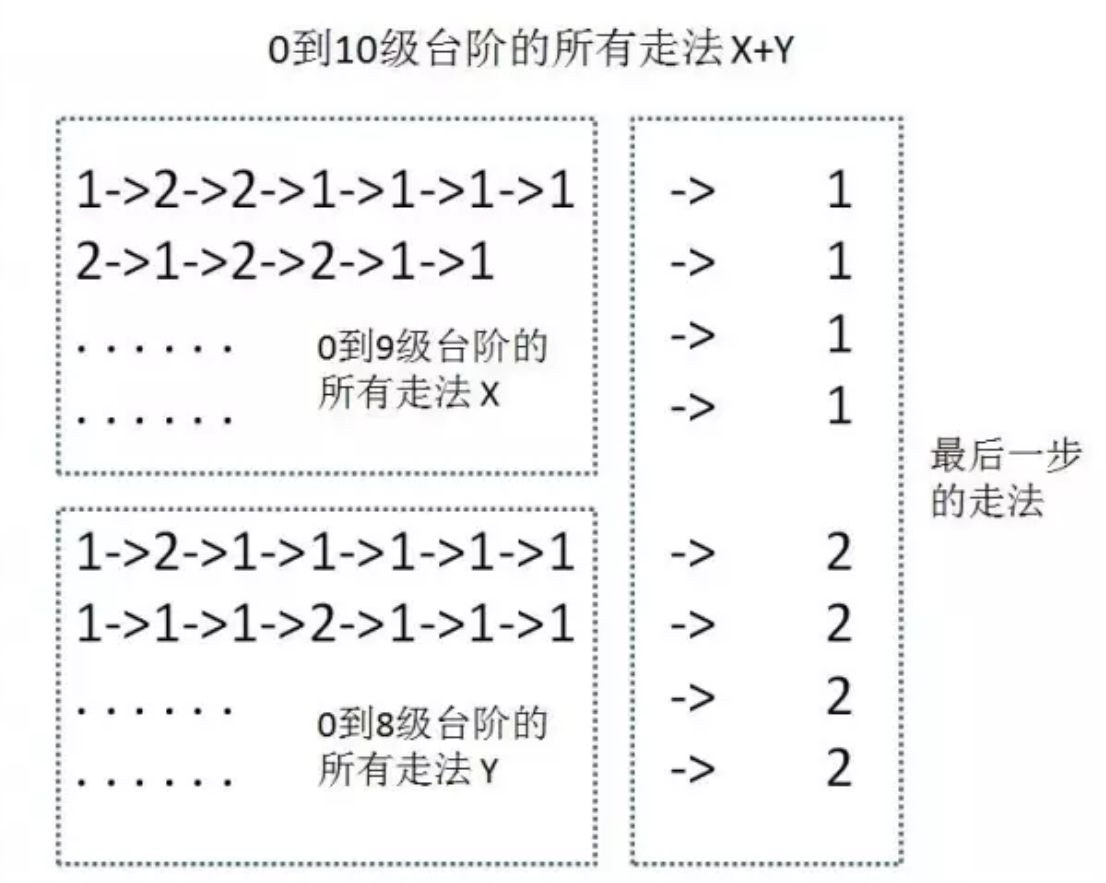 0到10级台阶的所有走法X+Y
1->2->2->1->1->1->1 -> 1
2->1->2->2->1->1 -> 1
...... -> 1
0到9级台阶的
所有走法X
...... -> 1
1->2->1->1->1->1->1 -> 2
1->1->1->2->1->1->1 -> 2
...... -> 2
0到8级台阶的
所有走法Y
...... -> 2
最后一步
的走法